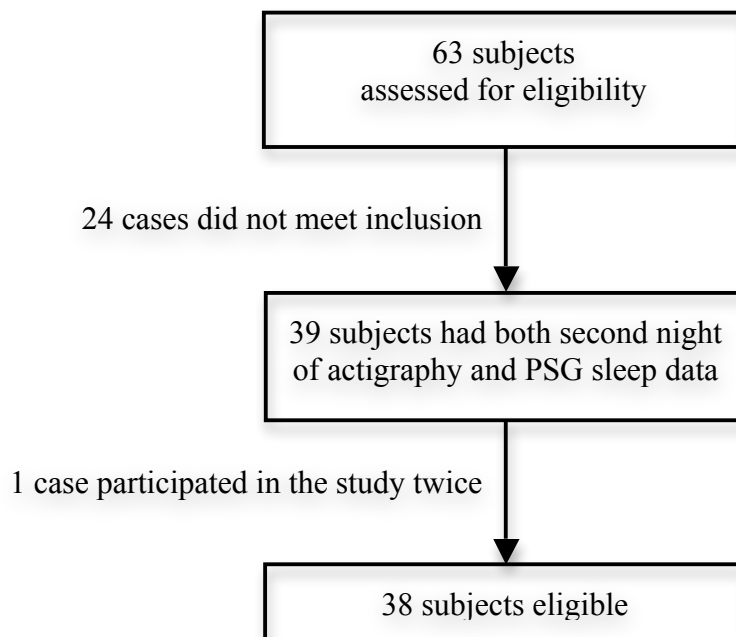 63 subjects
assessed for eligibility
24 cases did not meet inclusion
39 subjects had both second night
of actigraphy and PSG sleep data
1 case participated in the study twice
38 subjects eligible